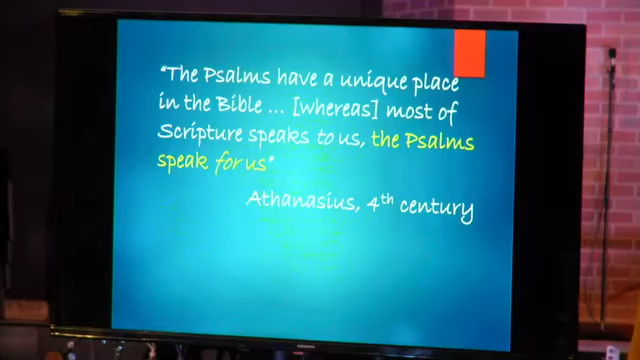 "The Psalms have a unique place
in the Bible ... [whereas] most of
Scripture speaks to us, the Psalms
speak for us"
Athanasius, 4th century